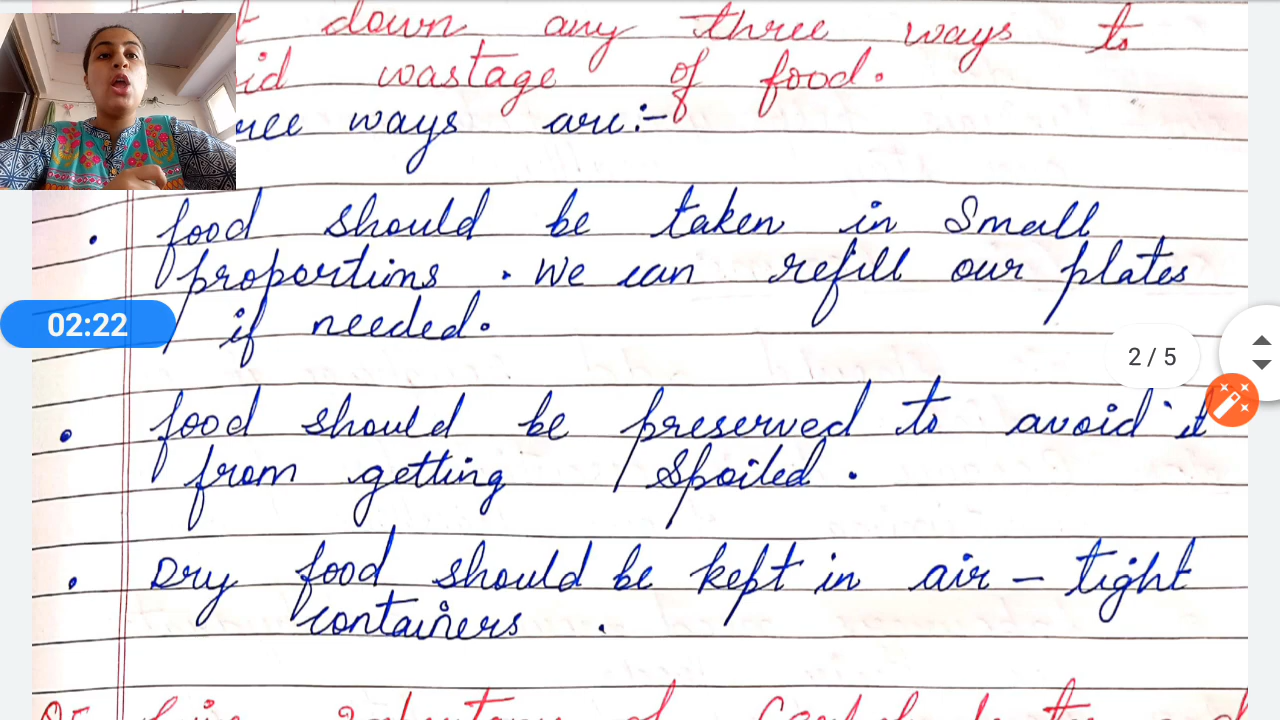 down any three ways to
wastage of food.
ways are:-
02:22
. food should be taken in Small
proportions . We can refill our plates
if needed.
2 / 5
. food should be preserved to avoid it
from getting spoiled .
. Dry food should be kept in air - tight
containers .
of